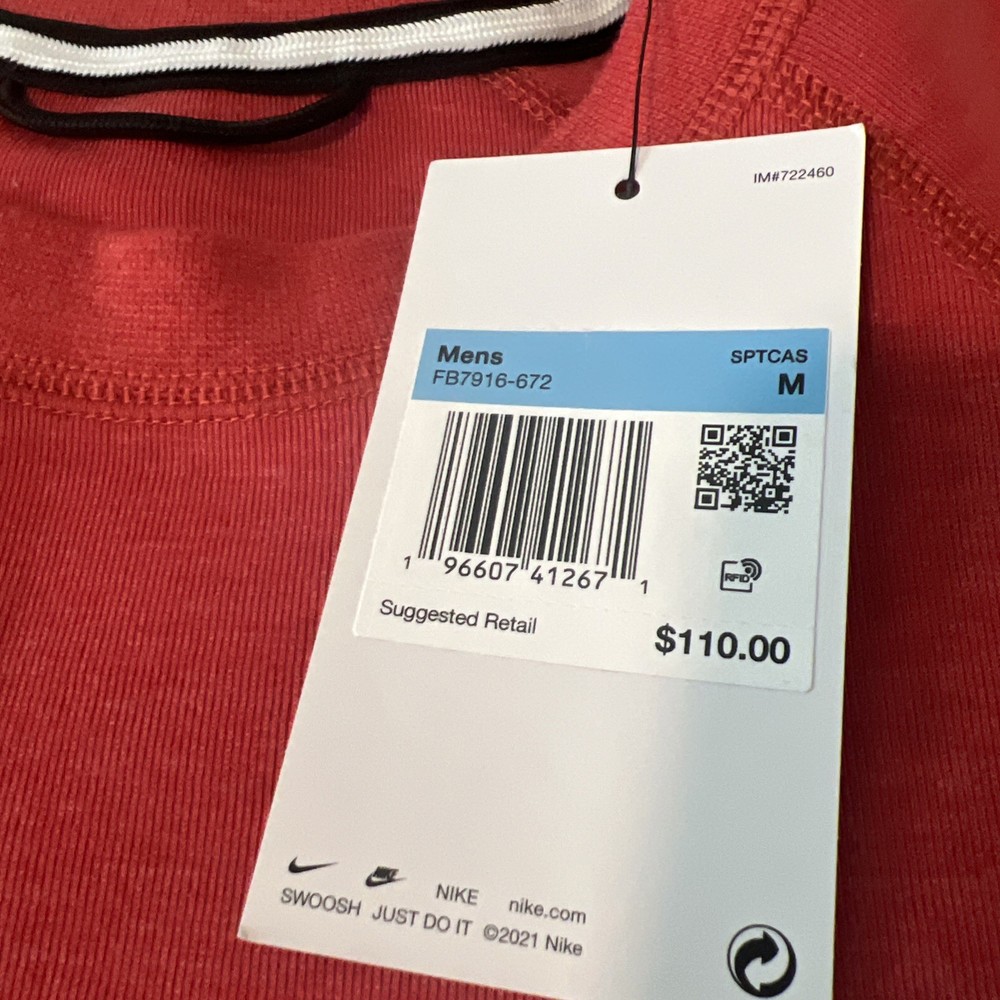 IM#722460
Mens SPTCAS
FB7916-672 M
1 96607 41267 1
RFID
Suggested Retail $110.00
NIKE
NIKE nike.com
SWOOSH JUST DO IT ©2021 Nike